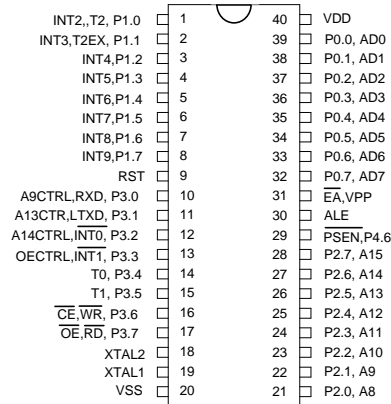 INT2,,T2, P1.0 1 40 VDD
INT3,T2EX, P1.1 2 39 P0.0, AD0
INT4,P1.2 3 38 P0.1, AD1
INT5,P1.3 4 37 P0.2, AD2
INT6,P1.4 5 36 P0.3, AD3
INT7,P1.5 6 35 P0.4, AD4
INT8,P1.6 7 34 P0.5, AD5
INT9,P1.7 8 33 P0.6, AD6
RST 9 32 P0.7, AD7
A9CTRL,RXD, P3.0 10 31 EA,VPP
A13CTR,LTXD, P3.1 11 30 ALE
A14CTRL,INT0, P3.2 12 29 PSEN,P4.6
OECTRL,INT1, P3.3 13 28 P2.7, A15
T0, P3.4 14 27 P2.6, A14
T1, P3.5 15 26 P2.5, A13
CE,WR, P3.6 16 25 P2.4, A12
OE,RD, P3.7 17 24 P2.3, A11
XTAL2 18 23 P2.2, A10
XTAL1 19 22 P2.1, A9
VSS 20 21 P2.0, A8